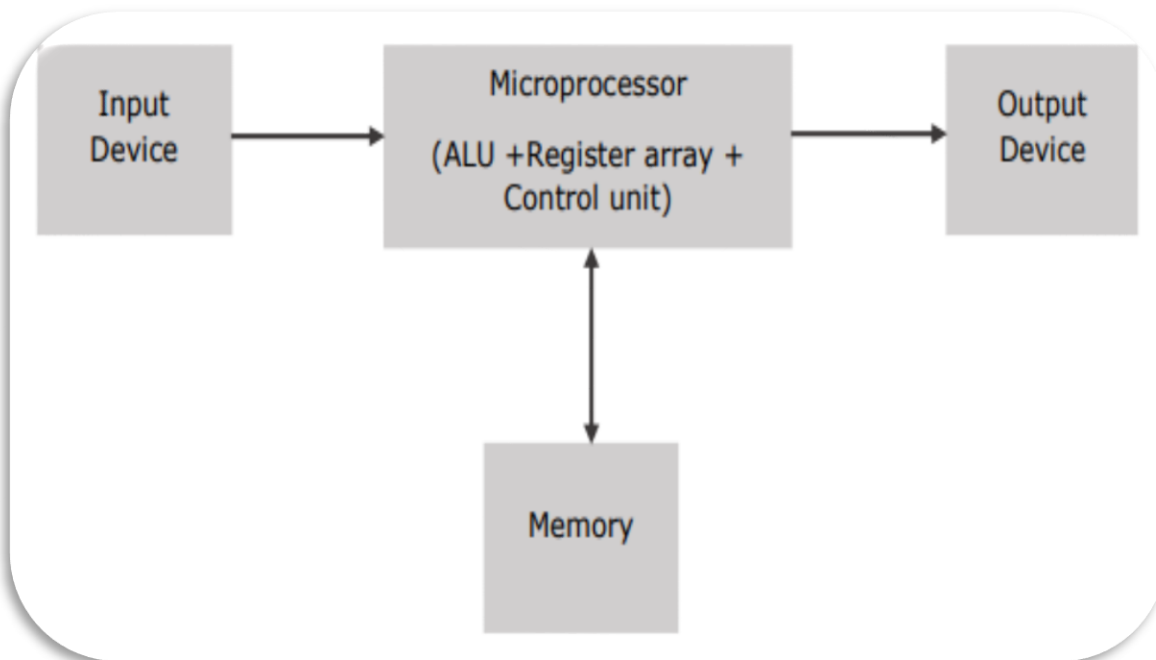 Input
Device
Microprocessor
(ALU +Register array +
Control unit)
Output
Device
Memory